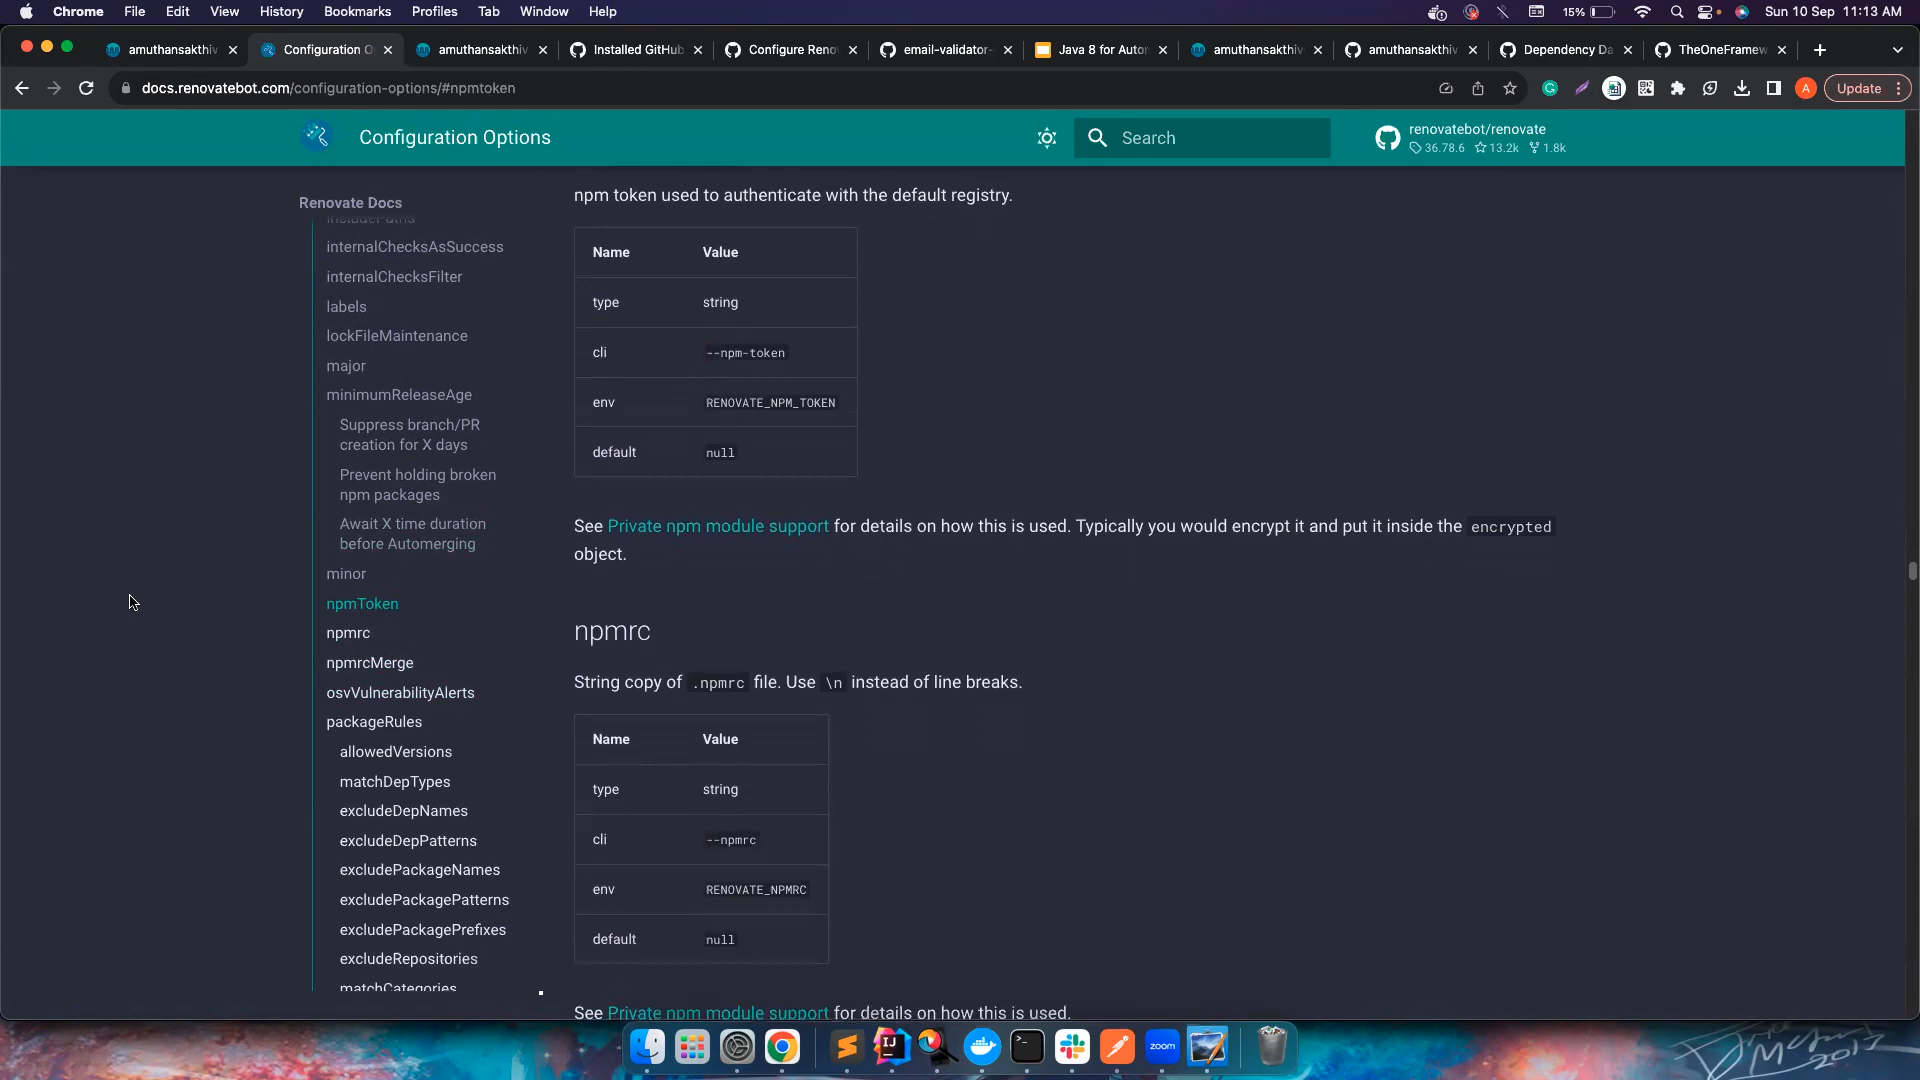 Chrome File Edit View History Bookmarks Profiles Tab Window Help 15% Sun 10 Sep 11:13 AM
amuthansakthiv Configuration O amuthansakthiv Installed GitHub Configure Reno email-validator- Java 8 for Auto amuthansakthiv amuthansakthiv Dependency Da TheOneFramew
docs.renovatebot.com/configuration-options/#npmtoken A Update
Configuration Options
Search
renovatebot/renovate
36.78.6 13.2k 1.8k
Renovate Docs
includePaths
internalChecksAsSuccess
internalChecksFilter
labels
lockFileMaintenance
major
minimumReleaseAge
Suppress branch/PR
creation for X days
Prevent holding broken
npm packages
Await X time duration
before Automerging
minor
npmToken
npmrc
npmrcMerge
osvVulnerabilityAlerts
packageRules
allowedVersions
matchDepTypes
excludeDepNames
excludeDepPatterns
excludePackageNames
excludePackagePatterns
excludePackagePrefixes
excludeRepositories
matchCategories
npm token used to authenticate with the default registry.
Name Value
type string
cli --npm-token
env RENOVATE_NPM_TOKEN
default null
See Private npm module support for details on how this is used. Typically you would encrypt it and put it inside the encrypted
object.
npmrc
String copy of .npmrc file. Use \n instead of line breaks.
Name Value
type string
cli --npmrc
env RENOVATE_NPMRC
default null
See Private npm module support for details on how this is used.
IJ zoom
2017